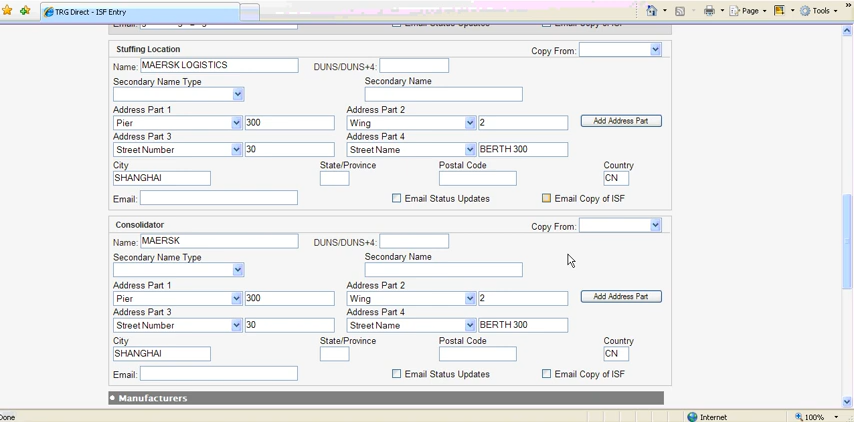 TRG Direct - ISF Entry
Page
Tools
Email Status Updates
Stuffing Location
Copy From:
Name: MAERSK LOGISTICS
DUNS/DUNS+4:
Secondary Name Type
Secondary Name
Address Part 1
Address Part 2
Pier 300
Wing 2
Add Address Part
Address Part 3
Address Part 4
Street Number 30
Street Name BERTH 300
City
State/Province
Postal Code
Country
SHANGHAI
CN
Email:
Email Status Updates
Email Copy of ISF
Consolidator
Copy From:
Name: MAERSK
DUNS/DUNS+4:
Secondary Name Type
Secondary Name
Address Part 1
Address Part 2
Pier 300
Wing 2
Add Address Part
Address Part 3
Address Part 4
Street Number 30
Street Name BERTH 300
City
State/Province
Postal Code
Country
SHANGHAI
CN
Email:
Email Status Updates
Email Copy of ISF
Manufacturers
Internet
100%